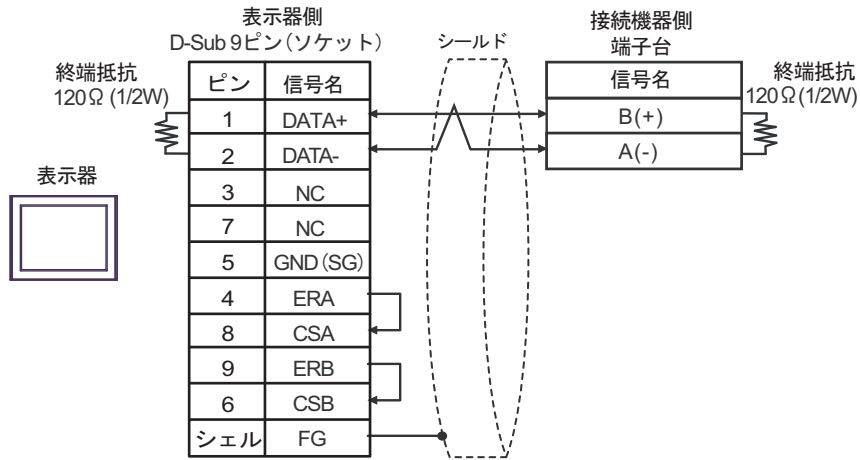 表示器側
D-Sub 9ピン(ソケット)
シールド
接続機器側
端子台
終端抵抗
120Ω (1/2W)
ピン 信号名
信号名
終端抵抗
120Ω(1/2W)
1 DATA+
B(+)
2 DATA-
A(-)
表示器
3 NC
7 NC
5 GND(SG)
4 ERA
8 CSA
9 ERB
6 CSB
シェル FG